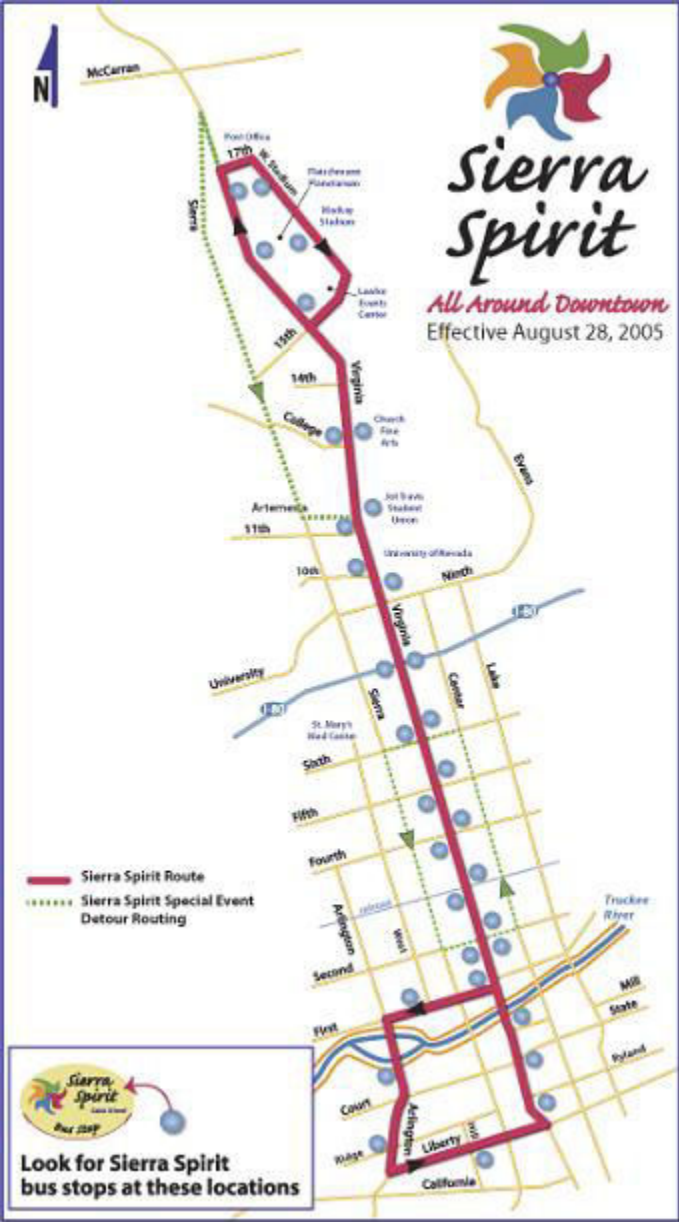 N
McCarran
Sierra
Spirit
All Around Downtown
Effective August 28, 2005
Post Office
17th
W. Stadium
Fleischmann
Planetarium
Mackay
Stadium
Sierra
Lawlor
Events
Center
15th
14th
Virginia
College
Church
Fine
Arts
Evans
Artemesia
Jot Travis
Student
Union
11th
University of Nevada
10th
Ninth
I-80
Virginia
University
Center
Lake
Sierra
I-80
St. Mary's
Med Center
Sixth
Fifth
Fourth
Sierra Spirit Route
Sierra Spirit Special Event
Detour Routing
Arlington
West
Truckee
River
Second
Mill
State
First
Ryland
Court
Arlington
Liberty
Ridge
California
Sierra
Spirit
Bus Stop
Look for Sierra Spirit
bus stops at these locations